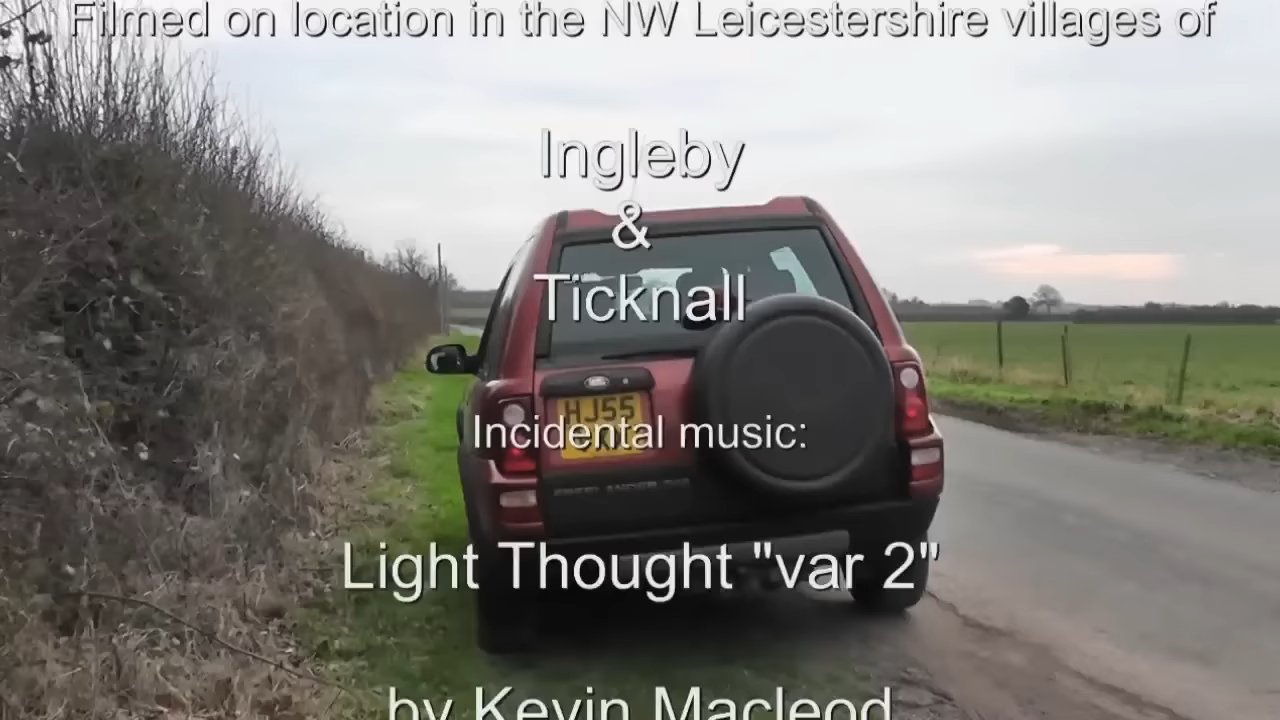 Filmed on location in the NW Leicestershire villages of
Ingleby
&
Ticknall
HJ55
Incidental music:
Light Thought "var 2"
by Kevin Macleod